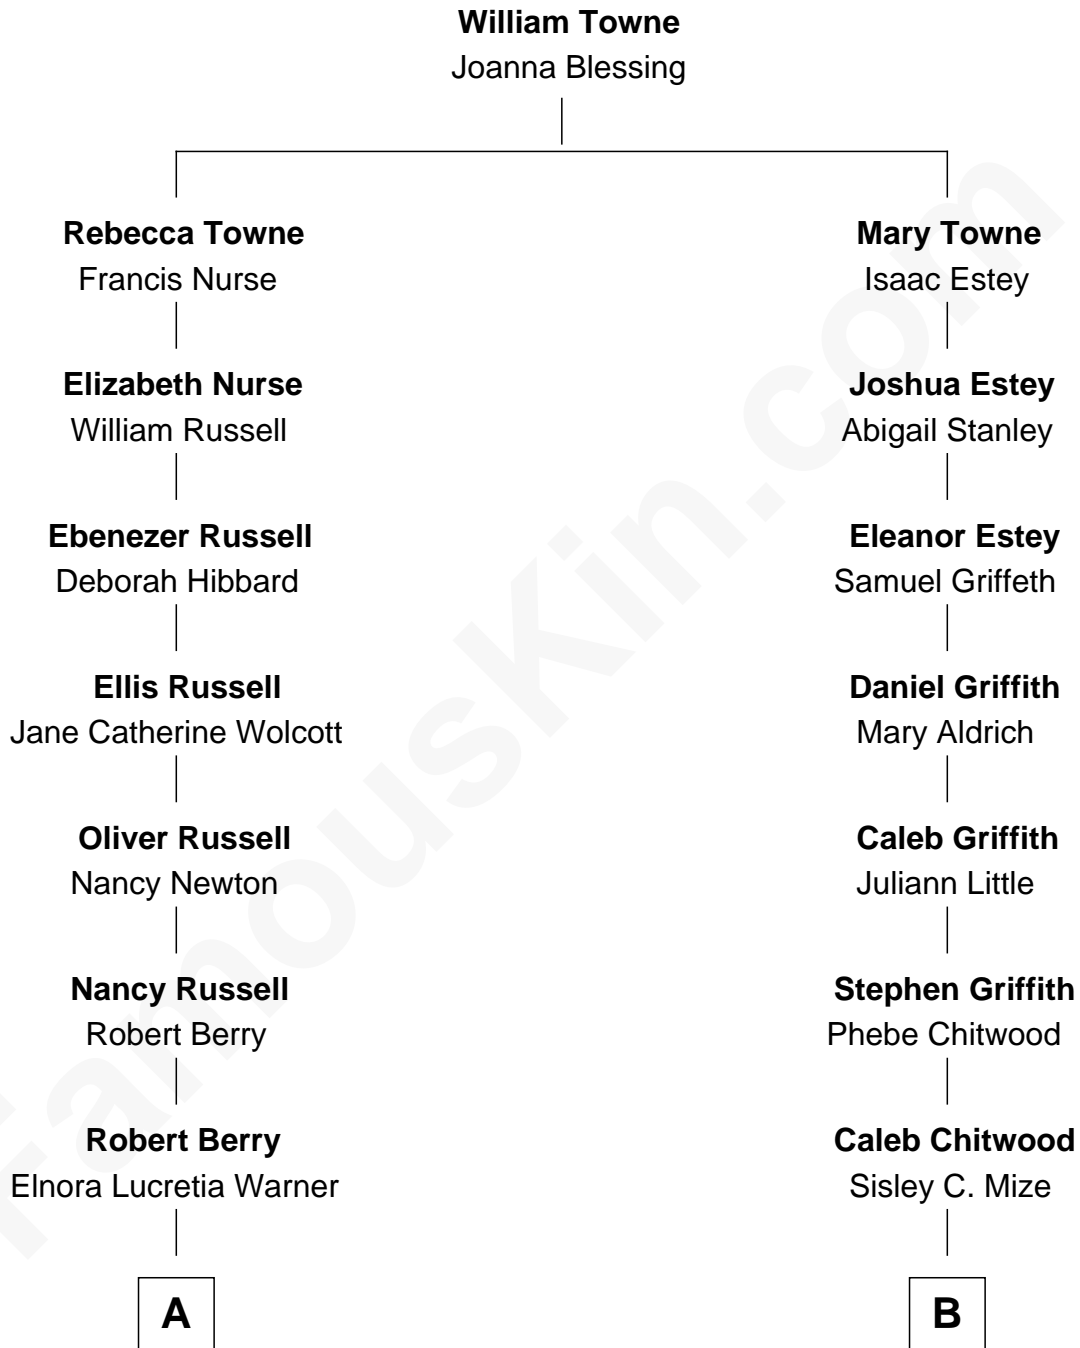 William Towne
Joanna Blessing
Rebecca Towne
Francis Nurse
Mary Towne
Isaac Estey
Elizabeth Nurse
William Russell
Joshua Estey
Abigail Stanley
Ebenezer Russell
Deborah Hibbard
Eleanor Estey
Samuel Griffeth
Ellis Russell
Jane Catherine Wolcott
Daniel Griffith
Mary Aldrich
Oliver Russell
Nancy Newton
Caleb Griffith
Juliann Little
Nancy Russell
Robert Berry
Stephen Griffith
Phebe Chitwood
Robert Berry
Elnora Lucretia Warner
Caleb Chitwood
Sisley C. Mize
A
B
FamousKin.com